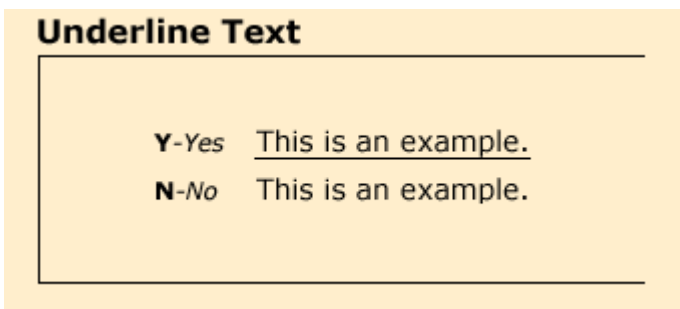 Underline Text
Y-Yes This is an example.
N-No This is an example.